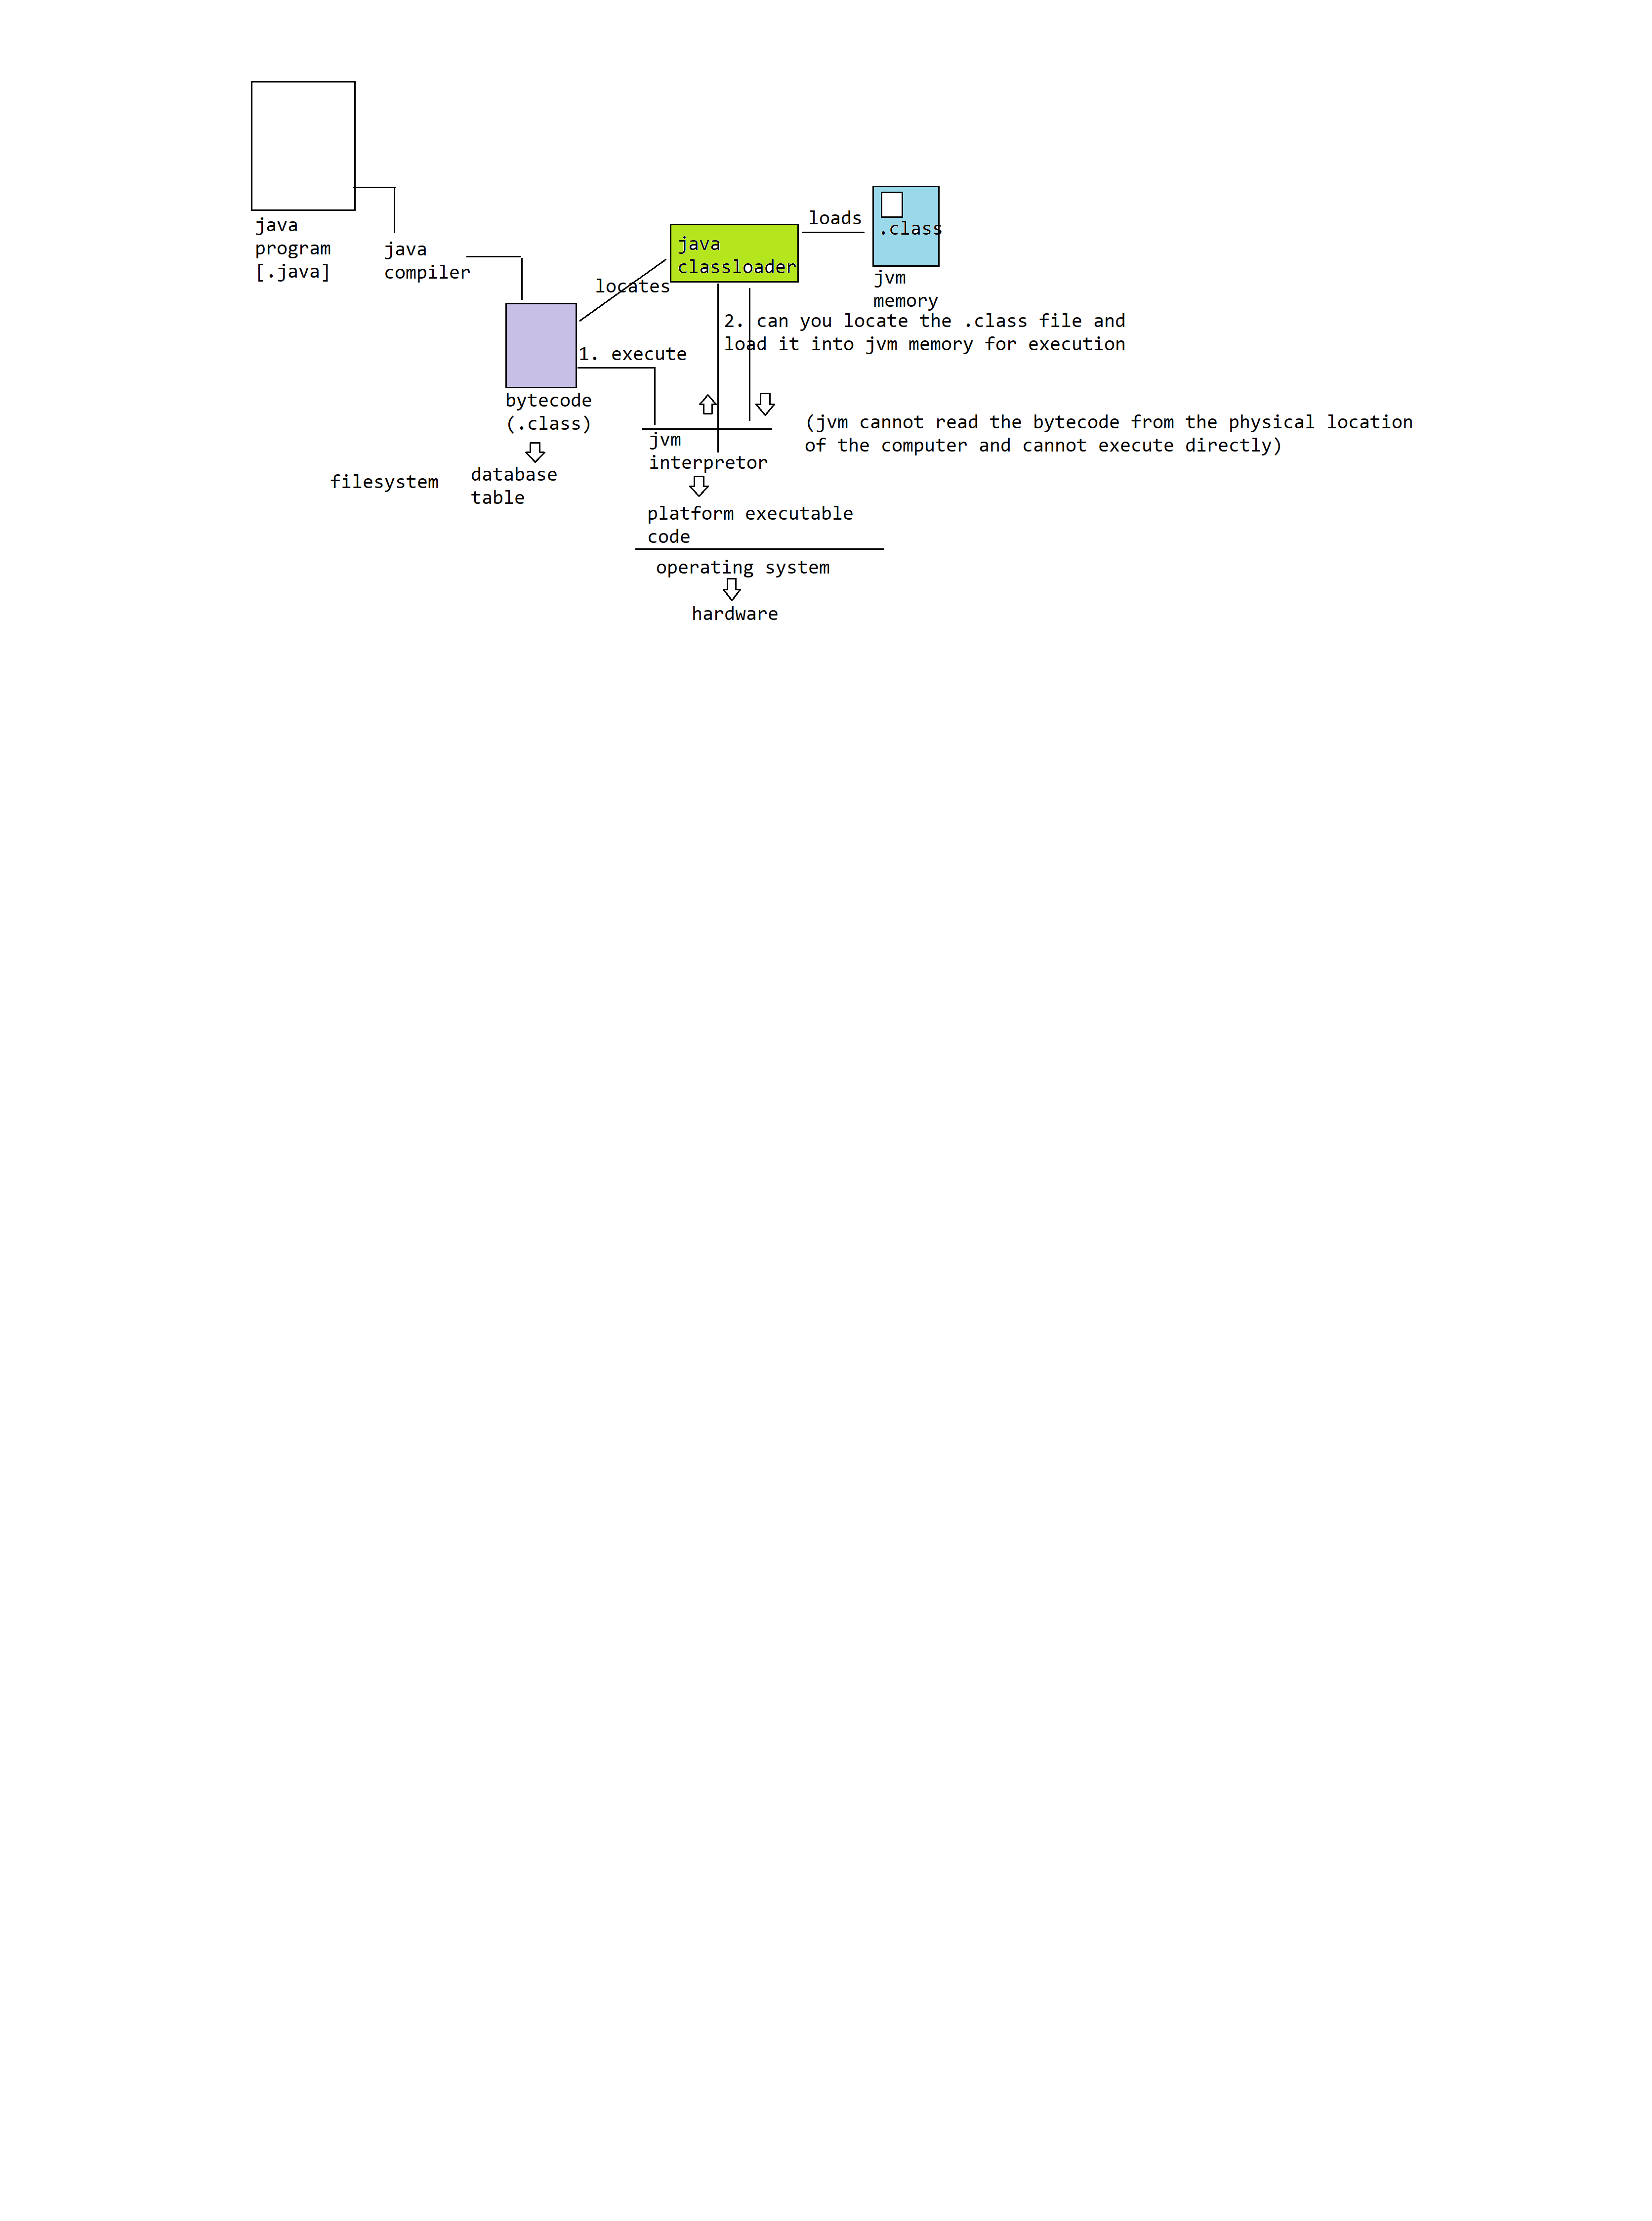 java
program
[.java]
java
compiler
bytecode
(.class)
filesystem
database
table
locates
1. execute
java
classloader
loads
.class
jvm
memory
2. can you locate the .class file and
load it into jvm memory for execution
(jvm cannot read the bytecode from the physical location
of the computer and cannot execute directly)
jvm
interpretor
platform executable
code
operating system
hardware